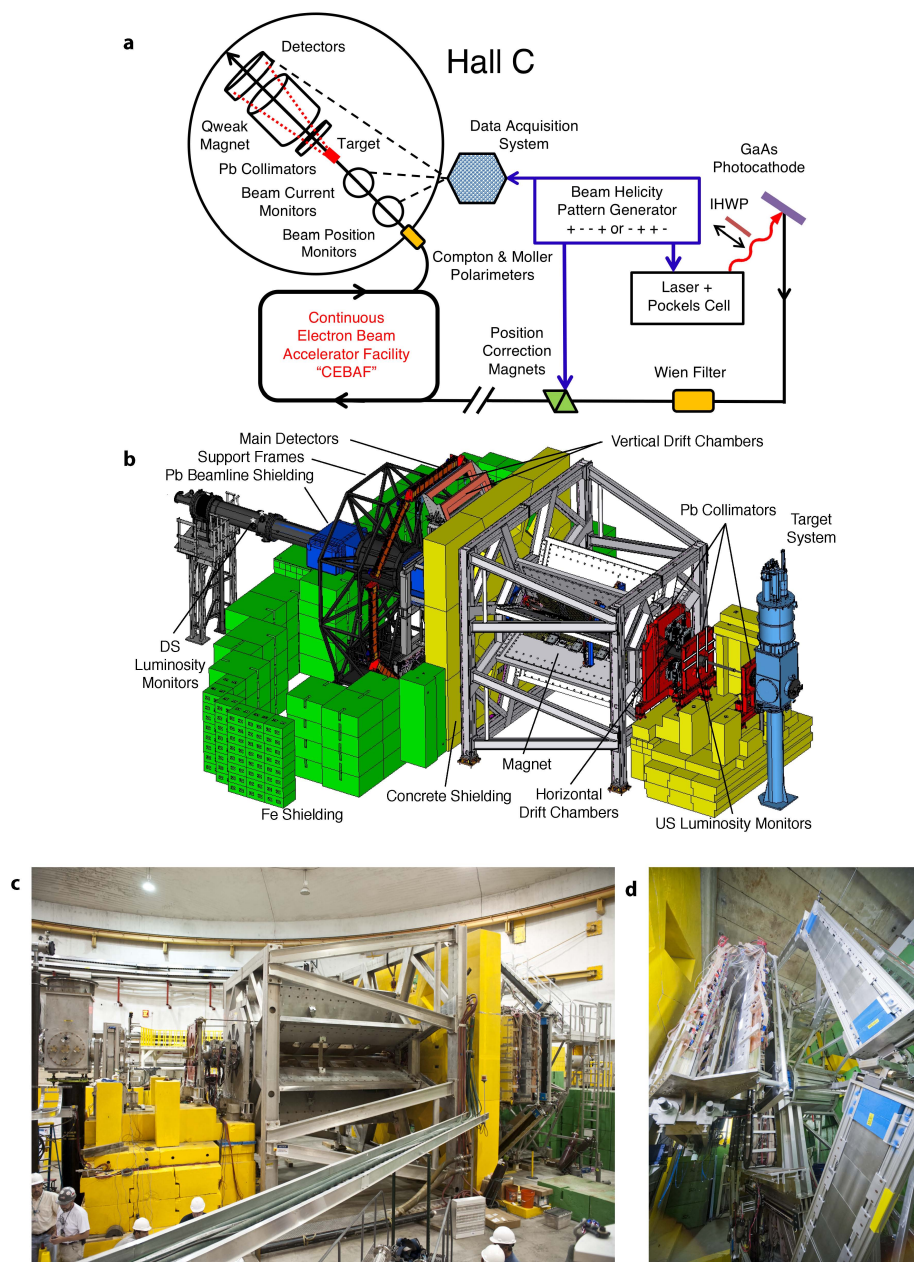 a
Hall C
Detectors
Qweak
Magnet
Target
Pb Collimators
Beam Current
Monitors
Beam Position
Monitors
Data Acquisition
System
GaAs
Photocathode
IHWP
Beam Helicity
Pattern Generator
+ - - + or - + + -
Compton & Moller
Polarimeters
Laser +
Pockels Cell
Continuous
Electron Beam
Accelerator Facility
“CEBAF”
Position
Correction
Magnets
Wien Filter
b
Main Detectors
Support Frames
Pb Beamline Shielding
Vertical Drift Chambers
Pb Collimators
Target
System
DS
Luminosity
Monitors
Magnet
Concrete Shielding
Horizontal
Drift Chambers
Fe Shielding
US Luminosity Monitors
c
d